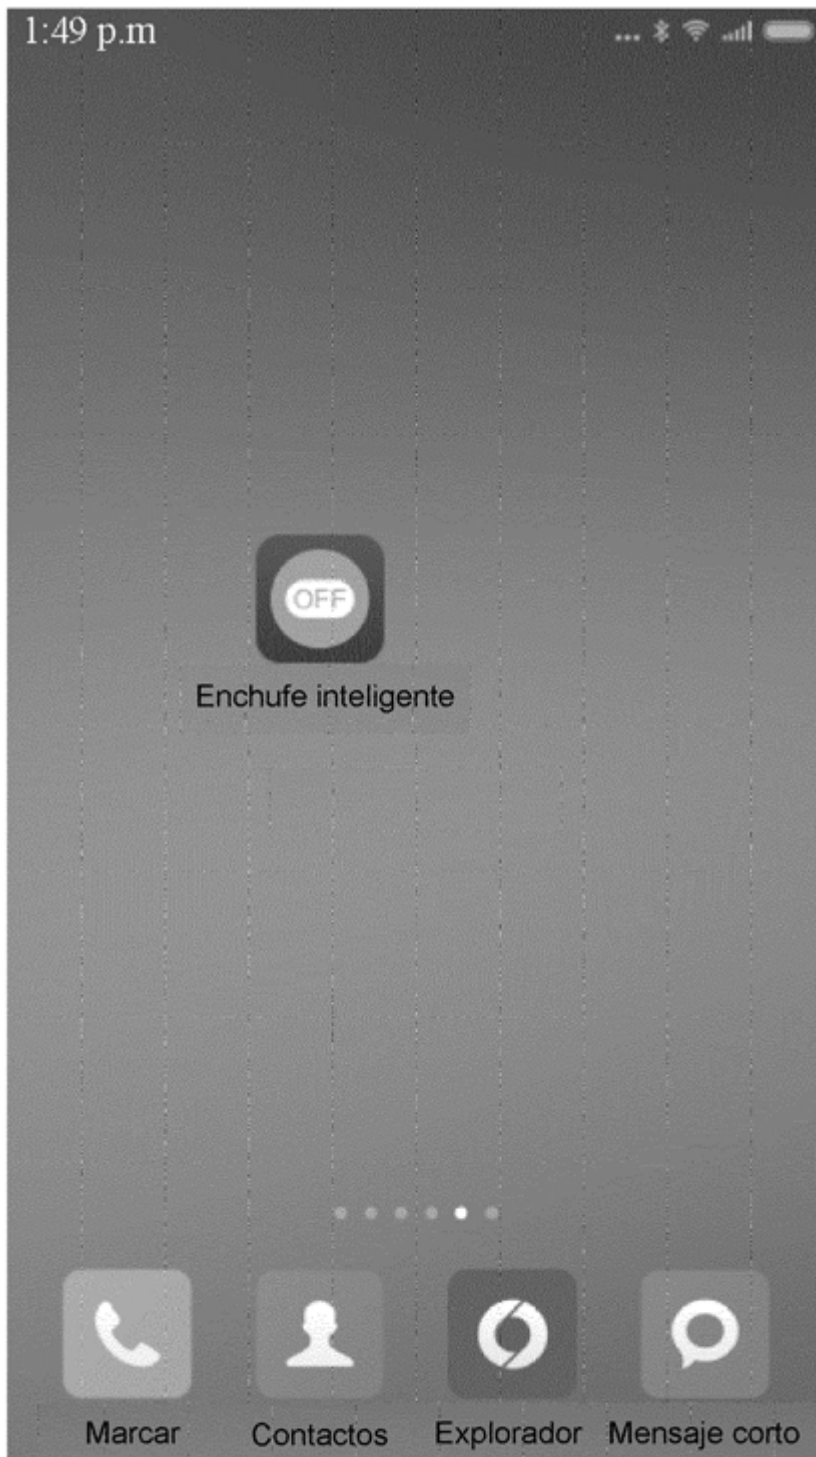 1:49 p.m
OFF
Enchufe inteligente
Marcar Contactos Explorador Mensaje corto